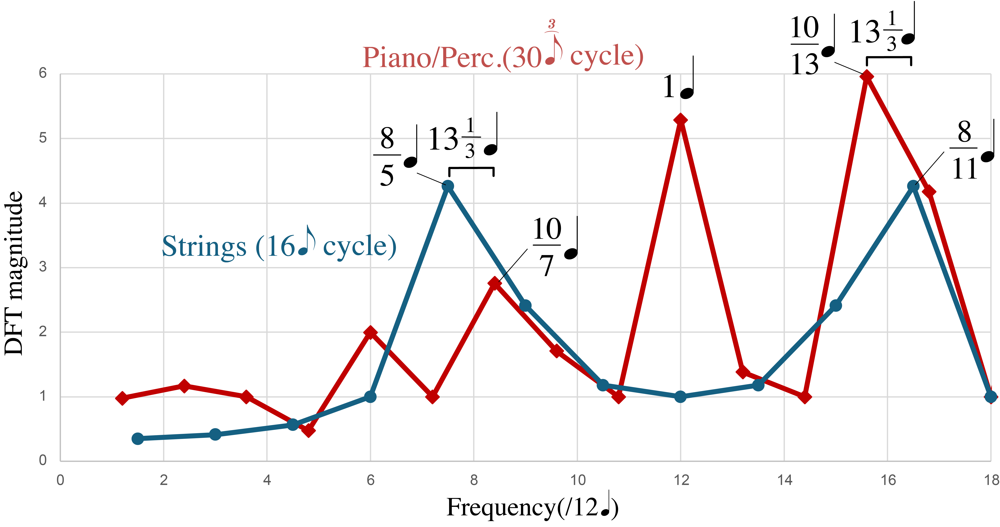 3
Piano/Perc.(30♪ cycle)
10/13♩ 13 1/3♩
1♩
8/5♩ 13 1/3♩
8/11♩
10/7♩
Strings (16♪ cycle)
DFT magnitude
6
5
4
3
2
1
0
0 2 4 6 8 10 12 14 16 18
Frequency(/12♩)